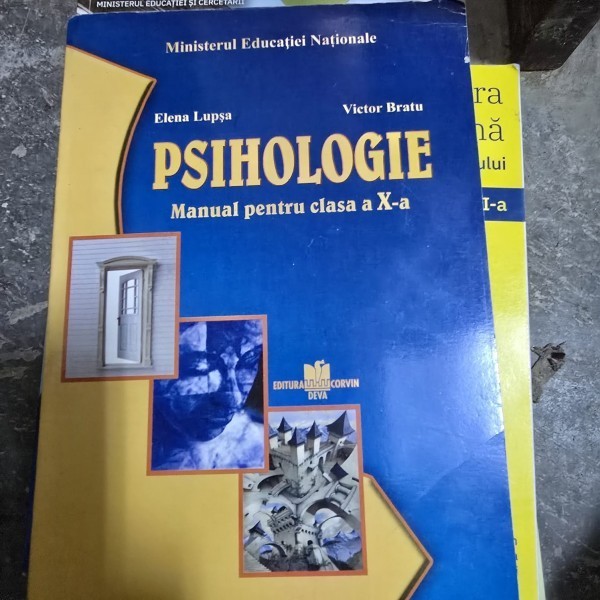 MINISTERUL EDUCAȚIEI ȘI CERCETĂRII
Ministerul Educației Naționale
Elena Lupșa
Victor Bratu
PSIHOLOGIE
Manual pentru clasa a X-a
EDITURA CORVIN
DEVA
ra
nă
ului
I-a